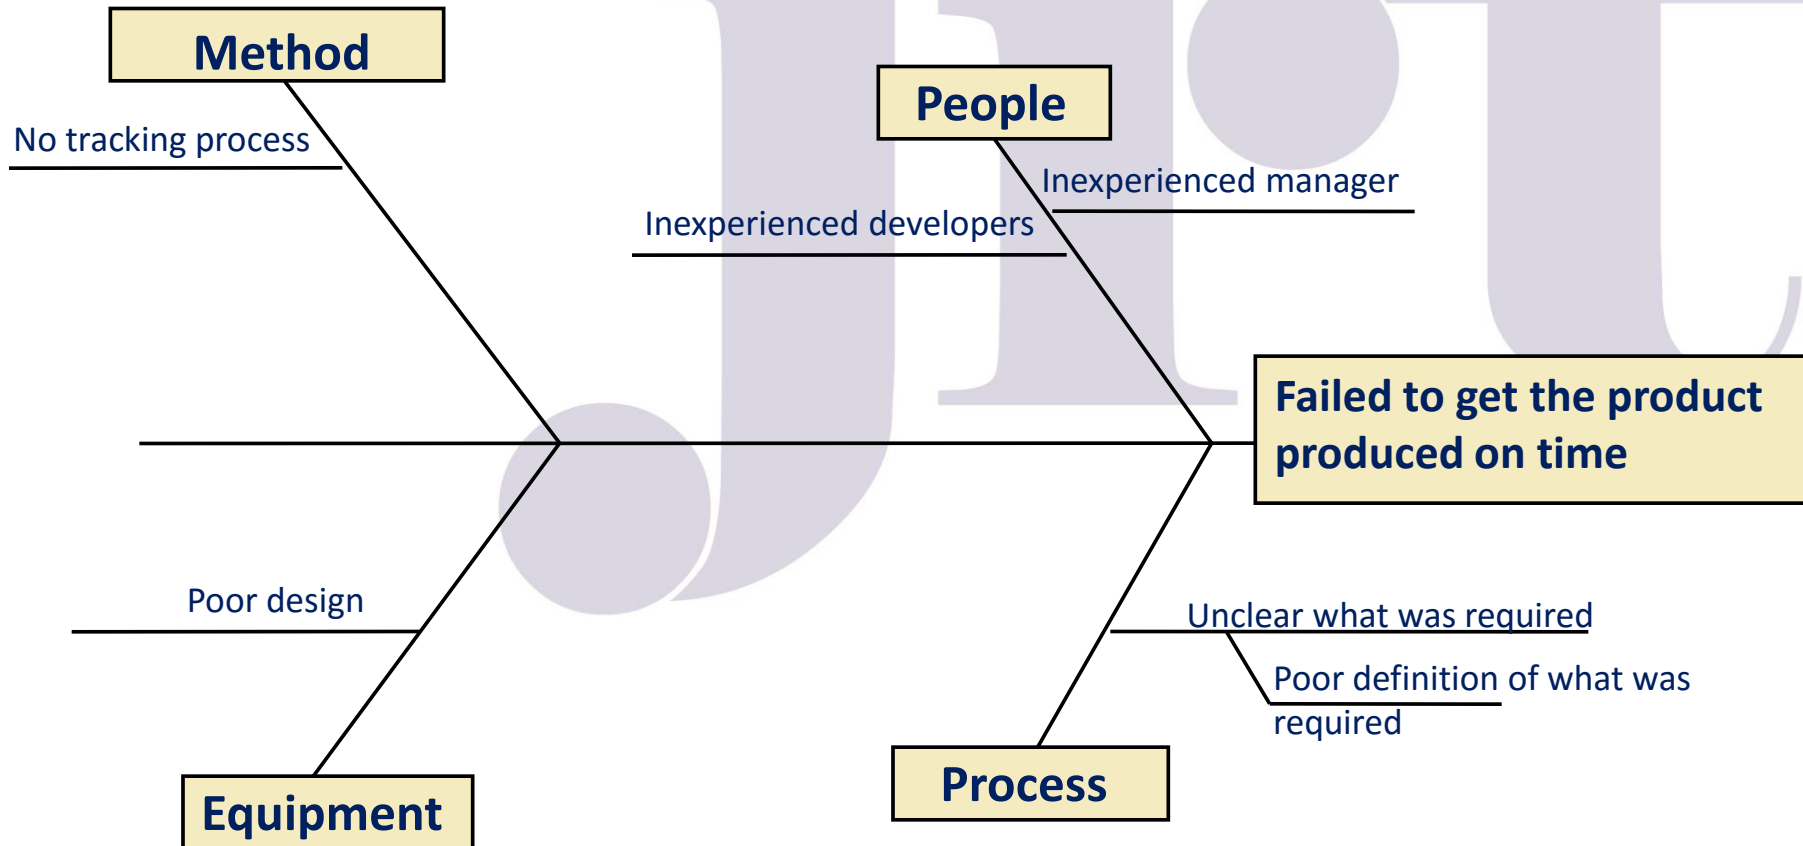 Method
People
No tracking process
Inexperienced manager
Inexperienced developers
Failed to get the product
produced on time
Poor design
Unclear what was required
Poor definition of what was
required
Process
Equipment